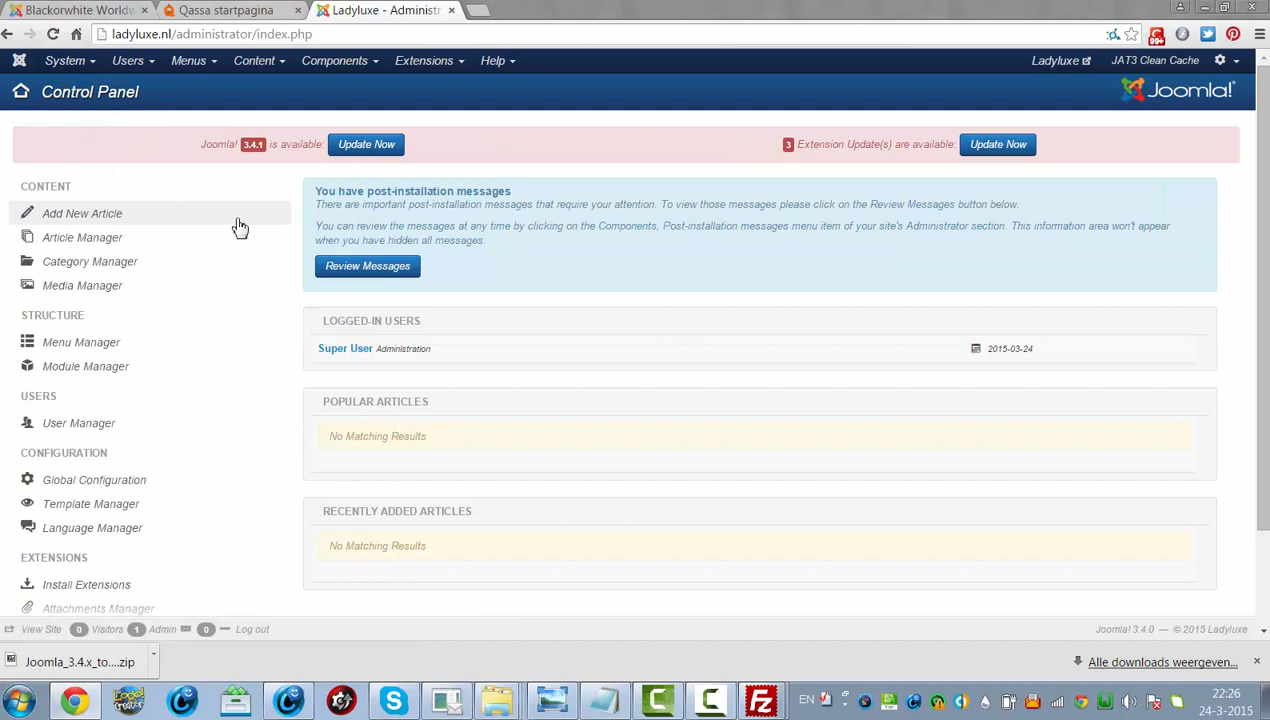 Blackorwhite Worldw
Qassa startpagina
Ladyluxe - Administr
ladyluxe.nl/administrator/index.php
99+
System Users Menus Content Components Extensions Help
Ladyluxe JAT3 Clean Cache
Control Panel
Joomla!
Joomla! 3.4.1 is available: Update Now
3 Extension Update(s) are available: Update Now
CONTENT
Add New Article
Article Manager
Category Manager
Media Manager
STRUCTURE
Menu Manager
Module Manager
USERS
User Manager
CONFIGURATION
Global Configuration
Template Manager
Language Manager
EXTENSIONS
Install Extensions
Attachments Manager
You have post-installation messages
There are important post-installation messages that require your attention. To view those messages please click on the Review Messages button below.
You can review the messages at any time by clicking on the Components, Post-installation messages menu item of your site's Administrator section. This information area won't appear
when you have hidden all messages.
Review Messages
LOGGED-IN USERS
Super User Administration 2015-03-24
POPULAR ARTICLES
No Matching Results
RECENTLY ADDED ARTICLES
No Matching Results
View Site 0 Visitors 1 Admin 0 Log out
Joomla! 3.4.0 — © 2015 Ladyluxe
Joomla_3.4.x_to....zip
Alle downloads weergeven...
EN
22:26
24-3-2015